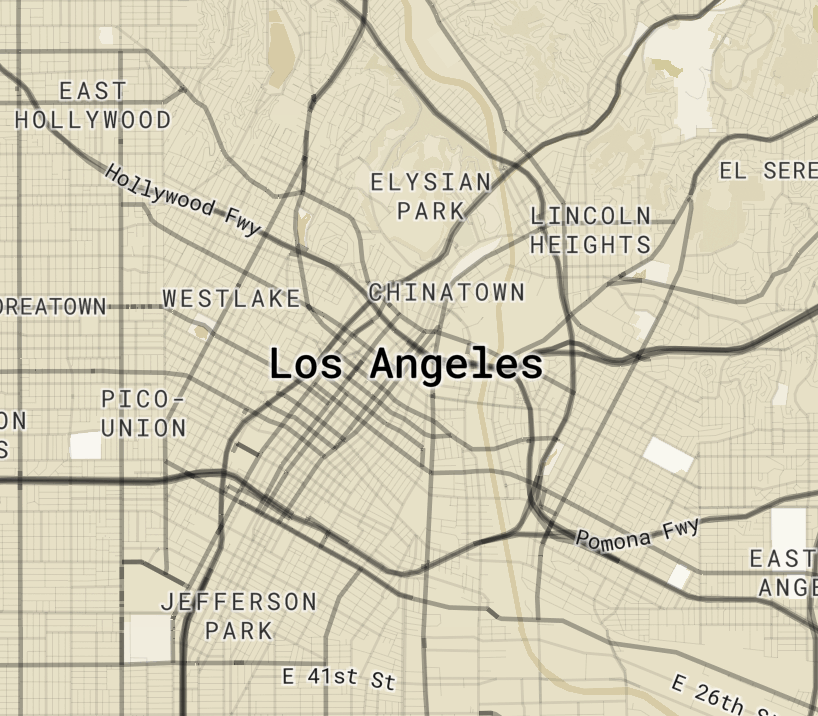 EAST
HOLLYWOOD
Hollywood Fwy
ELYSIAN
PARK
EL SERE
LINCOLN
HEIGHTS
OREATOWN
WESTLAKE
CHINATOWN
Los Angeles
PICO-
UNION
ON
S
Pomona Fwy
EAST
ANGE
JEFFERSON
PARK
E 41st St
E 26th S